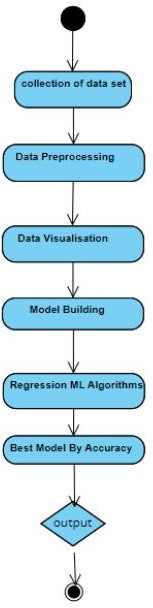 collection of data set
Data Preprocessing
Data Visualisation
Model Building
Regression ML Algorithms
Best Model By Accuracy
output